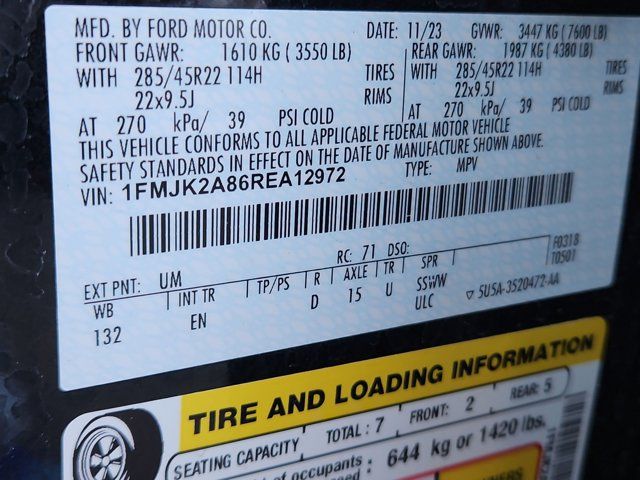 MFD. BY FORD MOTOR CO. DATE: 11/23 GVWR: 3447 KG (7600 LB)
FRONT GAWR: 1610 KG (3550 LB) REAR GAWR: 1987 KG (4380 LB)
WITH 285/45R22 114H TIRES WITH 285/45R22 114H TIRES
22x9.5J RIMS 22x9.5J RIMS
AT 270 kPa/ 39 PSI COLD AT 270 kPa/ 39 PSI COLD
THIS VEHICLE CONFORMS TO ALL APPLICABLE FEDERAL MOTOR VEHICLE
SAFETY STANDARDS IN EFFECT ON THE DATE OF MANUFACTURE SHOWN ABOVE.
VIN: 1FMJK2A86REA12972 TYPE: MPV
F0318
EXT PNT: UM RC: 71 DSO: T0501
WB INT TR TP/PS R AXLE TR SPR
132 EN D 15 U SSWW
ULC ▽ 5U5A-3520472-AA
TIRE AND LOADING INFORMATION
SEATING CAPACITY TOTAL: 7 FRONT: 2 REAR: 5
of occupants : 644 kg or 1420 lbs.